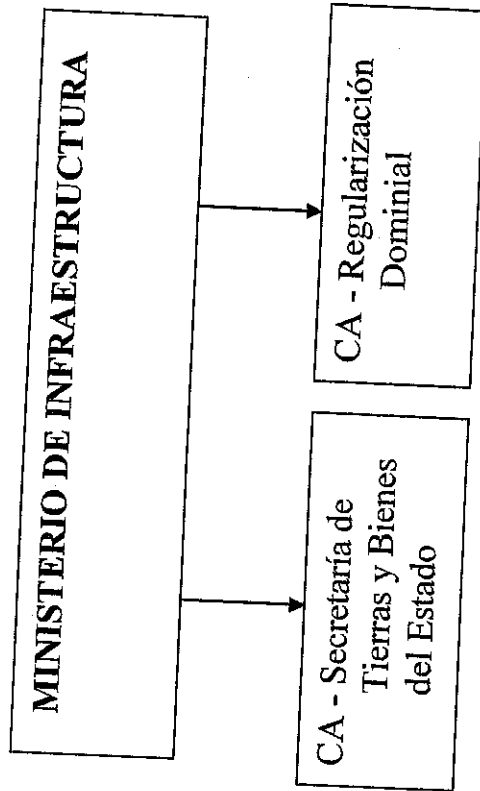 MINISTERIO DE INFRAESTRUCTURA
CA - Secretaría de
Tierras y Bienes
del Estado
CA - Regularización
Dominial